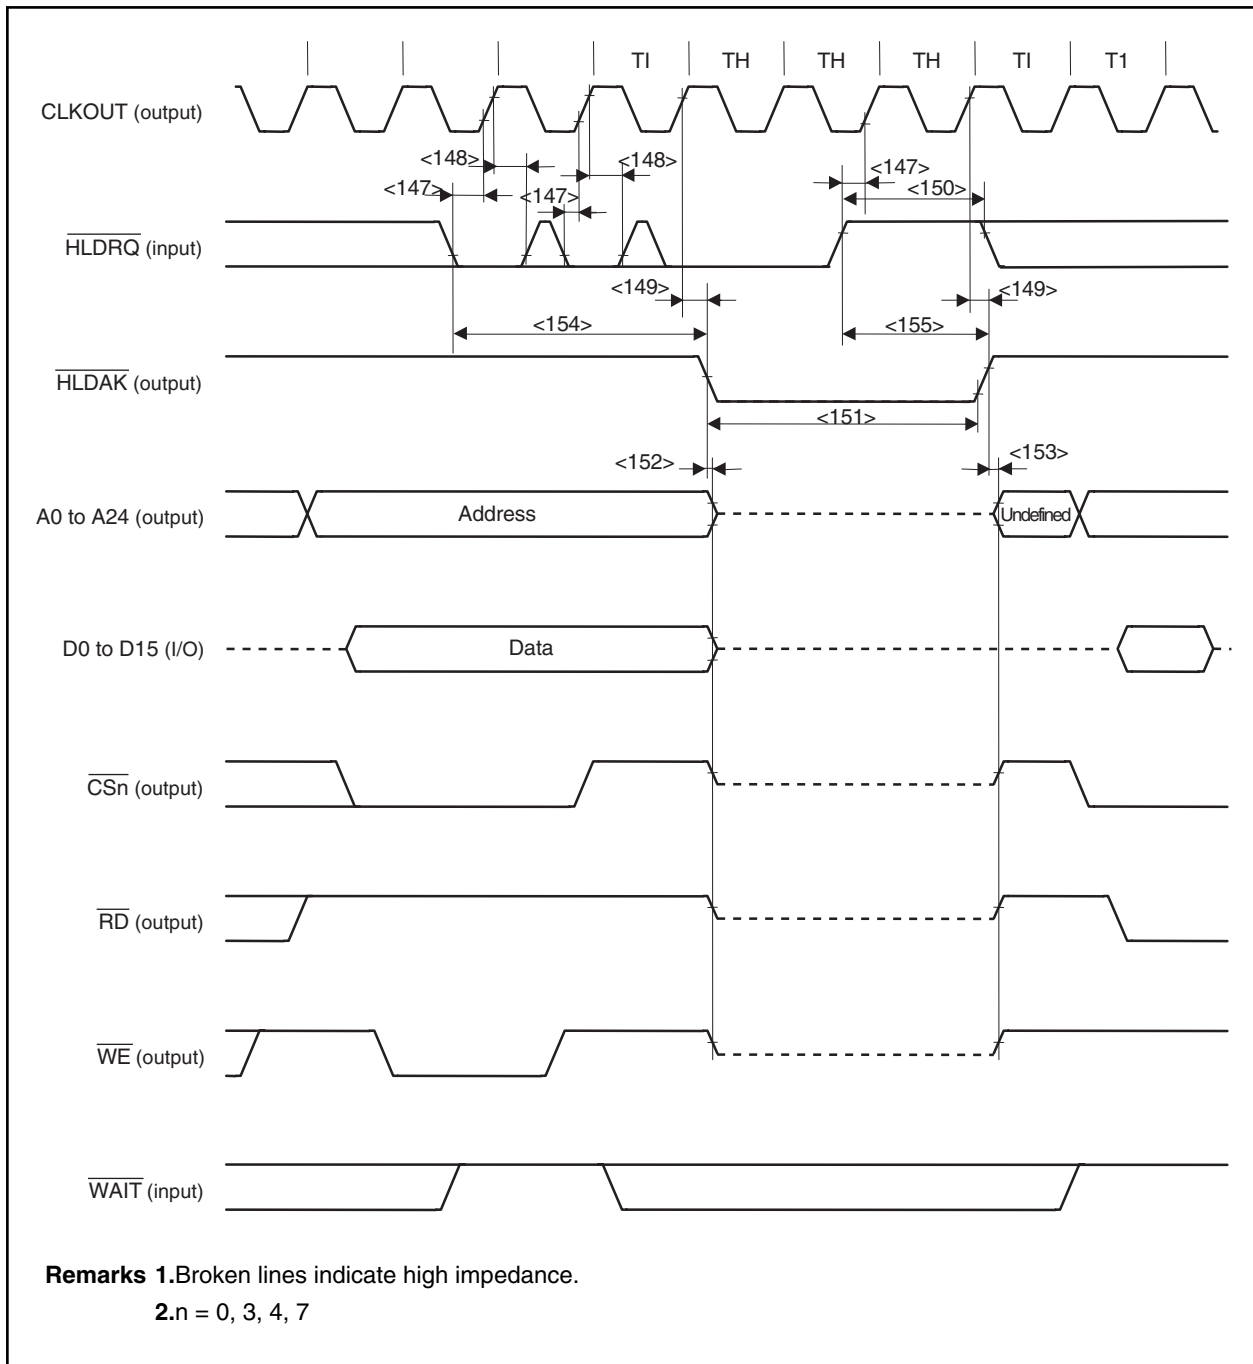 TI TH TH TH TI T1
CLKOUT (output)
<148> <148>
<147> <147> <147> <150>
HLDRQ (input)
<149> <149>
<154> <155>
HLDAK (output)
<151>
<152> <153>
A0 to A24 (output) Address Undefined
D0 to D15 (I/O) Data
CSn (output)
RD (output)
WE (output)
WAIT (input)
Remarks 1.Broken lines indicate high impedance.
2.n = 0, 3, 4, 7